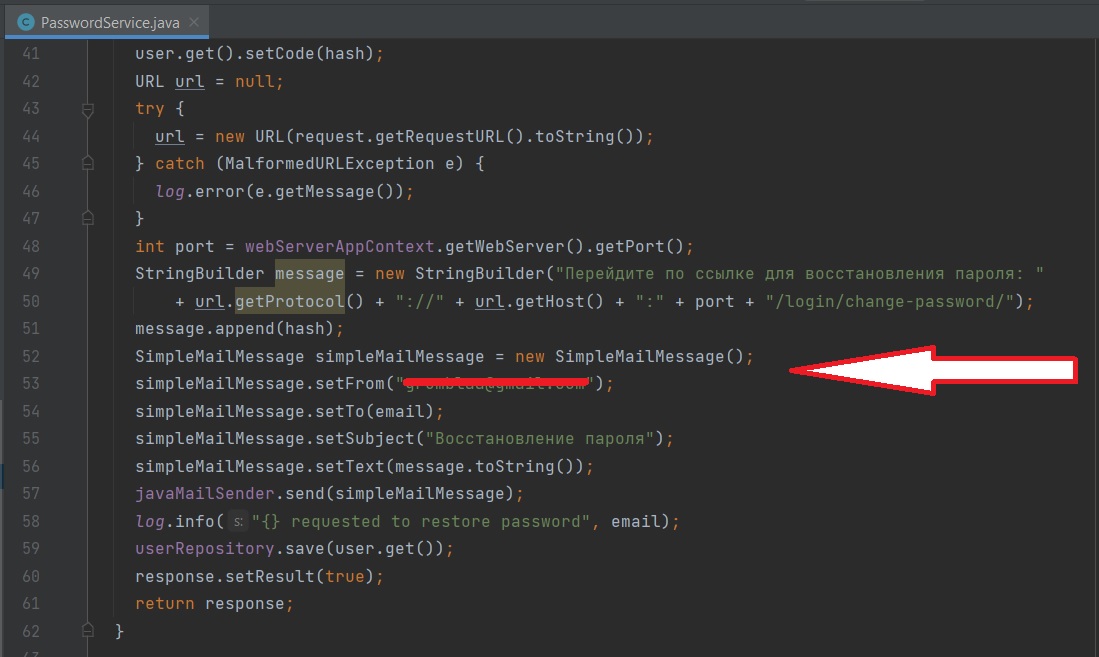 C PasswordService.java ×
41 user.get().setCode(hash);
42 URL url = null;
43 try {
44 url = new URL(request.getRequestURL().toString());
45 } catch (MalformedURLException e) {
46 log.error(e.getMessage());
47 }
48 int port = webServerAppContext.getWebServer().getPort();
49 StringBuilder message = new StringBuilder("Перейдите по ссылке для восстановления пароля: "
50 + url.getProtocol() + "://" + url.getHost() + ":" + port + "/login/change-password/");
51 message.append(hash);
52 SimpleMailMessage simpleMailMessage = new SimpleMailMessage();
53 simpleMailMessage.setFrom("");
54 simpleMailMessage.setTo(email);
55 simpleMailMessage.setSubject("Восстановление пароля");
56 simpleMailMessage.setText(message.toString());
57 javaMailSender.send(simpleMailMessage);
58 log.info( s: "{} requested to restore password", email);
59 userRepository.save(user.get());
60 response.setResult(true);
61 return response;
62 }